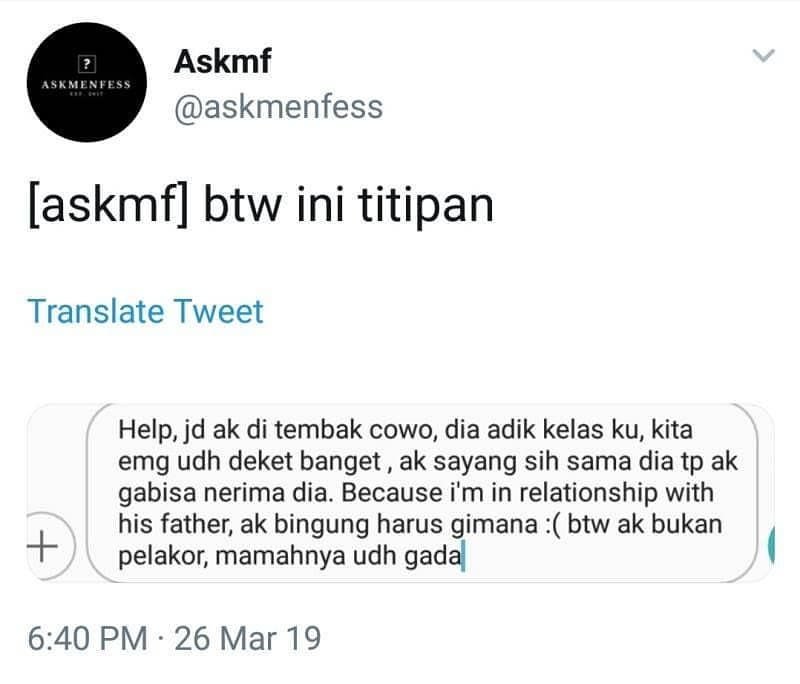 ?
ASKMENFESS
Askmf
@askmenfess
[askmf] btw ini titipan
Translate Tweet
Help, jd ak di tembak cowo, dia adik kelas ku, kita
emg udh deket banget , ak sayang sih sama dia tp ak
gabisa nerima dia. Because i'm in relationship with
his father, ak bingung harus gimana :( btw ak bukan
pelakor, mamahnya udh gada
6:40 PM · 26 Mar 19